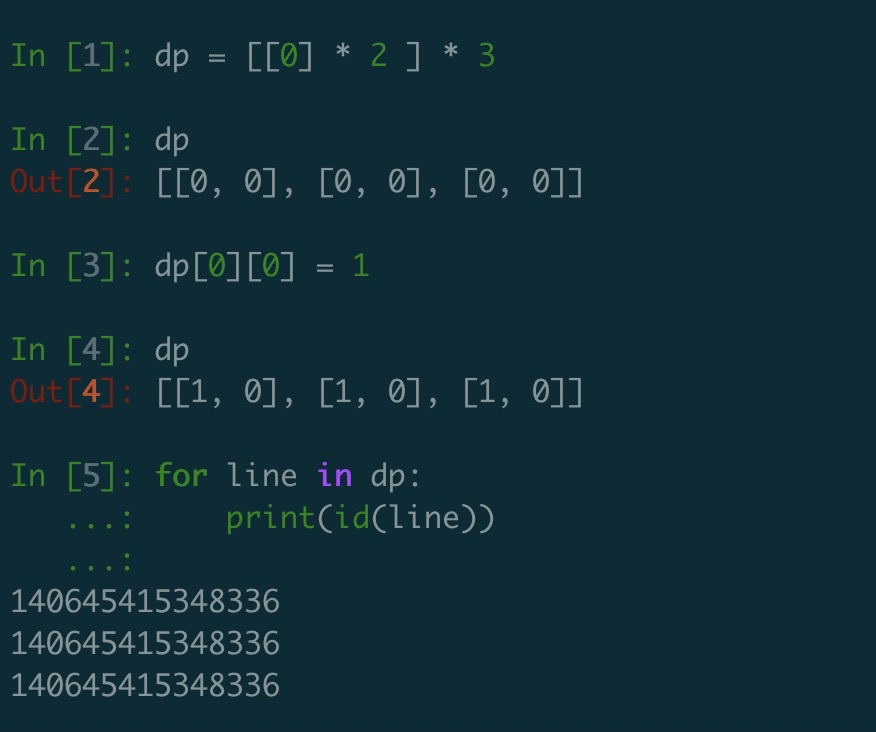 In [1]: dp = [[0] * 2 ] * 3
In [2]: dp
Out[2]: [[0, 0], [0, 0], [0, 0]]
In [3]: dp[0][0] = 1
In [4]: dp
Out[4]: [[1, 0], [1, 0], [1, 0]]
In [5]: for line in dp:
   ...:     print(id(line))
   ...:
140645415348336
140645415348336
140645415348336